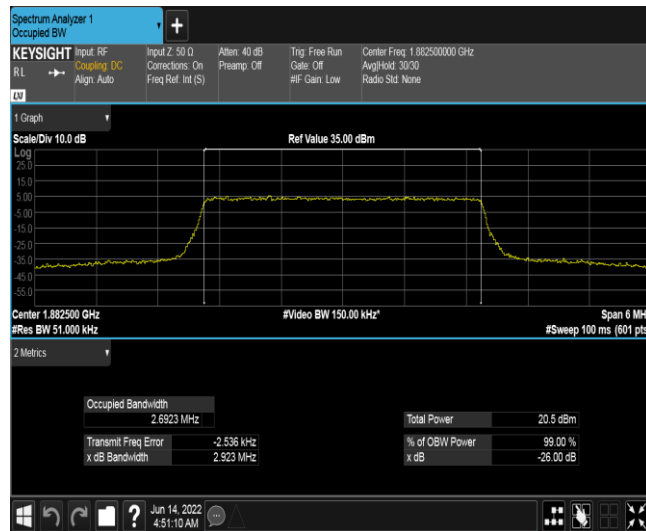 Spectrum Analyzer 1
Occupied BW
+
KEYSIGHT
RL
LXI
Input: RF
Coupling: DC
Align: Auto
Input Z: 50 Ω
Corrections: On
Freq Ref: Int (S)
Atten: 40 dB
Preamp: Off
Trig: Free Run
Gate: Off
#IF Gain: Low
Center Freq: 1.882500000 GHz
Avg|Hold: 30/30
Radio Std: None
1 Graph
Scale/Div 10.0 dB
Ref Value 35.00 dBm
Log
25.0
15.0
5.00
-5.00
-15.0
-25.0
-35.0
-45.0
-55.0
Center 1.882500 GHz
#Video BW 150.00 kHz*
Span 6 MH
#Res BW 51.000 kHz
#Sweep 100 ms (601 pts
2 Metrics
Occupied Bandwidth
2.6923 MHz
Total Power 20.5 dBm
Transmit Freq Error -2.536 kHz
% of OBW Power 99.00 %
x dB Bandwidth 2.923 MHz
x dB -26.00 dB
?
Jun 14, 2022
4:51:10 AM